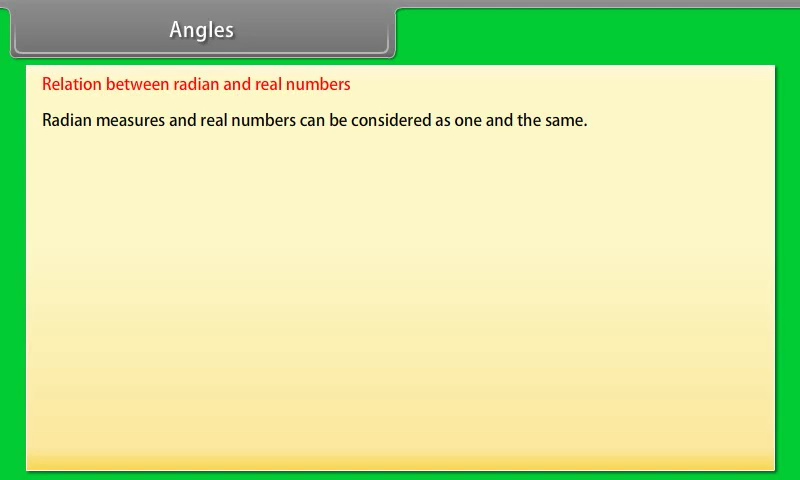 Angles
Relation between radian and real numbers
Radian measures and real numbers can be considered as one and the same.